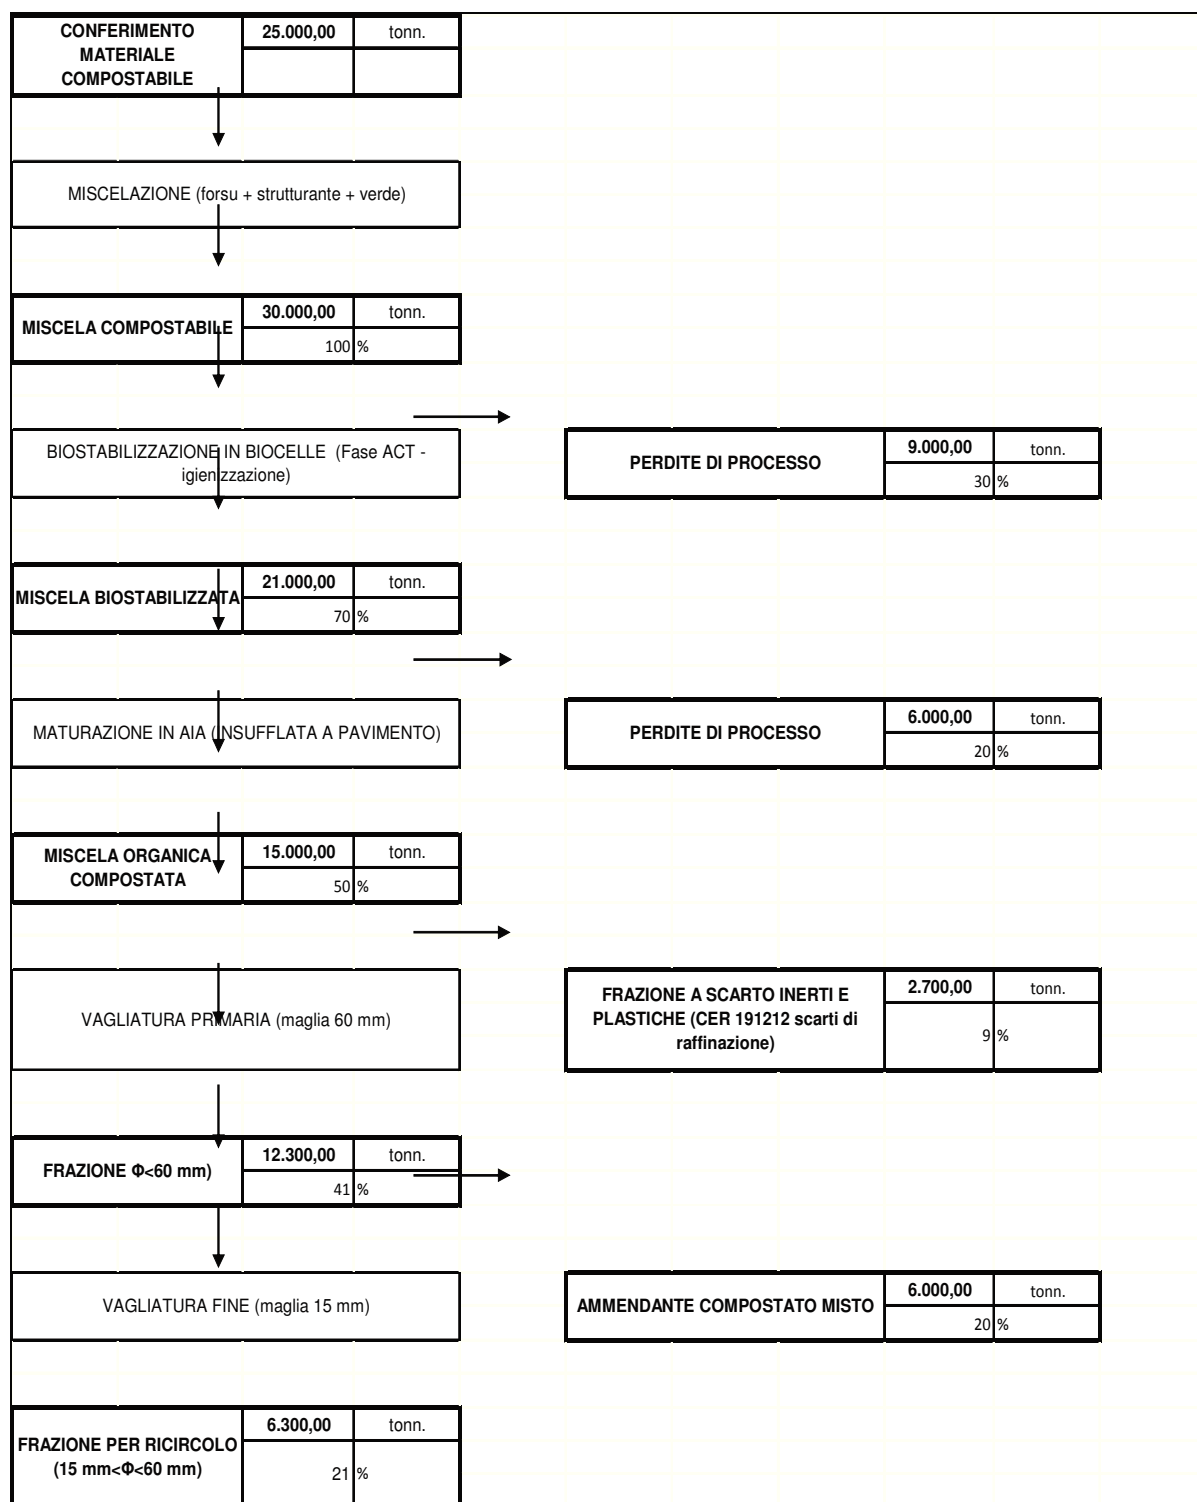 CONFERIMENTO
MATERIALE
COMPOSTABILE
25.000,00 tonn.
MISCELAZIONE (forsu + strutturante + verde)
MISCELA COMPOSTABILE
30.000,00 tonn.
100 %
BIOSTABILIZZAZIONE IN BIOCELLE (Fase ACT -
igienizzazione)
PERDITE DI PROCESSO
9.000,00 tonn.
30 %
MISCELA BIOSTABILIZZATA
21.000,00 tonn.
70 %
MATURAZIONE IN AIA (INSUFFLATA A PAVIMENTO)
PERDITE DI PROCESSO
6.000,00 tonn.
20 %
MISCELA ORGANICA
COMPOSTATA
15.000,00 tonn.
50 %
VAGLIATURA PRIMARIA (maglia 60 mm)
FRAZIONE A SCARTO INERTI E
PLASTICHE (CER 191212 scarti di
raffinazione)
2.700,00 tonn.
9 %
FRAZIONE Φ<60 mm)
12.300,00 tonn.
41 %
VAGLIATURA FINE (maglia 15 mm)
AMMENDANTE COMPOSTATO MISTO
6.000,00 tonn.
20 %
FRAZIONE PER RICIRCOLO
(15 mm<Φ<60 mm)
6.300,00 tonn.
21 %